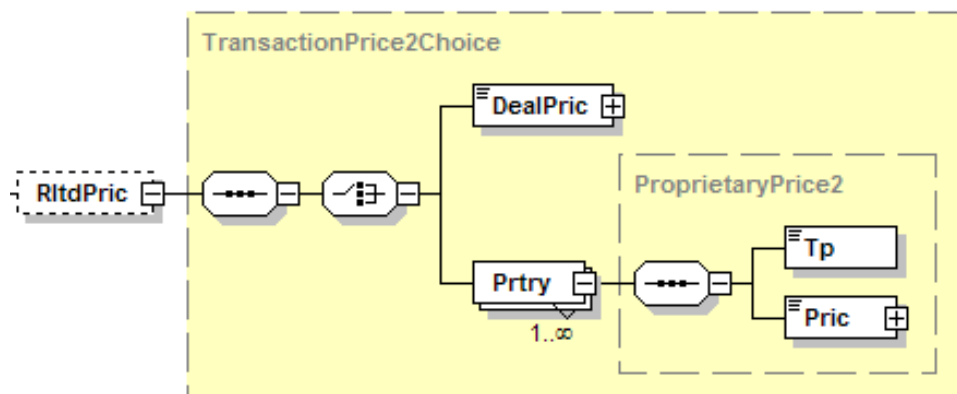 TransactionPrice2Choice
DealPric
RltdPric
ProprietaryPrice2
Tp
Prtry
Pric
1..∞